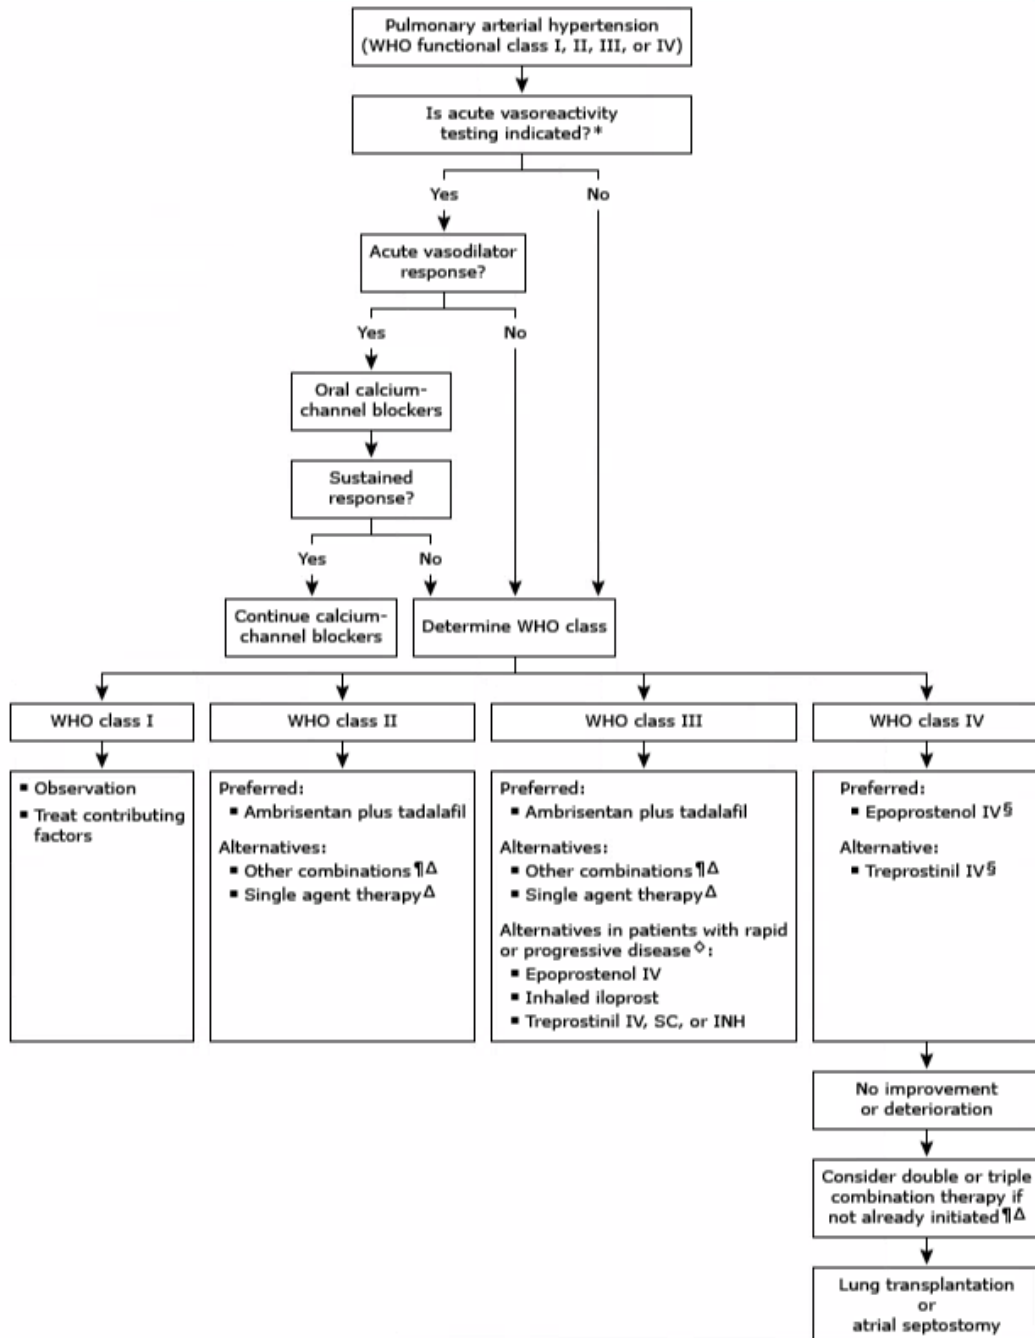 Pulmonary arterial hypertension
(WHO functional class I, II, III, or IV)
Is acute vasoreactivity
testing indicated?*
Yes
No
Acute vasodilator
response?
Yes
No
Oral calcium-
channel blockers
Sustained
response?
Yes
No
Continue calcium-
channel blockers
Determine WHO class
WHO class I
WHO class II
WHO class III
WHO class IV
▪ Observation
▪ Treat contributing
factors
Preferred:
▪ Ambrisentan plus tadalafil
Alternatives:
▪ Other combinations¶Δ
▪ Single agent therapyΔ
Preferred:
▪ Ambrisentan plus tadalafil
Alternatives:
▪ Other combinations¶Δ
▪ Single agent therapyΔ
Alternatives in patients with rapid
or progressive disease◇:
▪ Epoprostenol IV
▪ Inhaled iloprost
▪ Treprostinil IV, SC, or INH
Preferred:
▪ Epoprostenol IV§
Alternative:
▪ Treprostinil IV§
No improvement
or deterioration
Consider double or triple
combination therapy if
not already initiated¶Δ
Lung transplantation
or
atrial septostomy